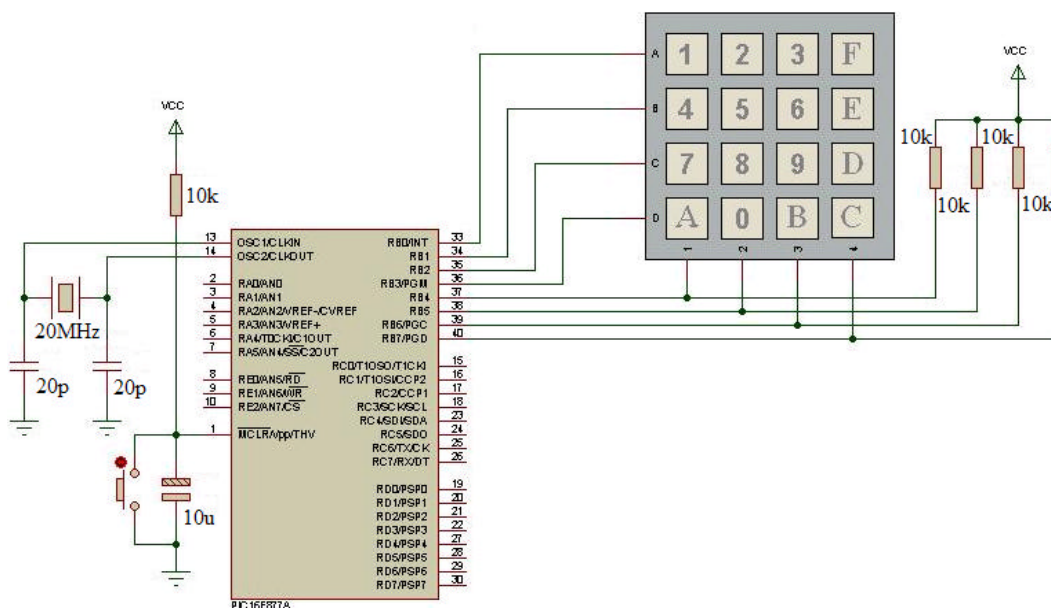 VCC
10k
20MHz
20p
20p
10u
13 OSC1/CLKIN
14 OSC2/CLKOUT
2 RA0/AN0
3 RA1/AN1
4 RA2/AN2/VREF-/CVREF
5 RA3/AN3/VREF+
6 RA4/T0CKI/C1OUT
7 RA5/AN4/SS/C2OUT
8 RE0/AN5/RD
9 RE1/AN6/WR
10 RE2/AN7/CS
1 MCLR/Vpp/THV
RB0/INT 33
RB1 34
RB2 35
RB3/PGM 36
RB4 37
RB5 38
RB6/PGC 39
RB7/PGD 40
RC0/T1OSO/T1CKI 15
RC1/T1OSI/CCP2 16
RC2/CCP1 17
RC3/SCK/SCL 18
RC4/SDI/SDA 23
RC5/SDO 24
RC6/TX/CK 25
RC7/RX/DT 26
RD0/PSP0 19
RD1/PSP1 20
RD2/PSP2 21
RD3/PSP3 22
RD4/PSP4 27
RD5/PSP5 28
RD6/PSP6 29
RD7/PSP7 30
PIC16F877A
A 1 2 3 F
B 4 5 6 E
C 7 8 9 D
D A 0 B C
1 2 3 4
VCC
10k 10k
10k 10k